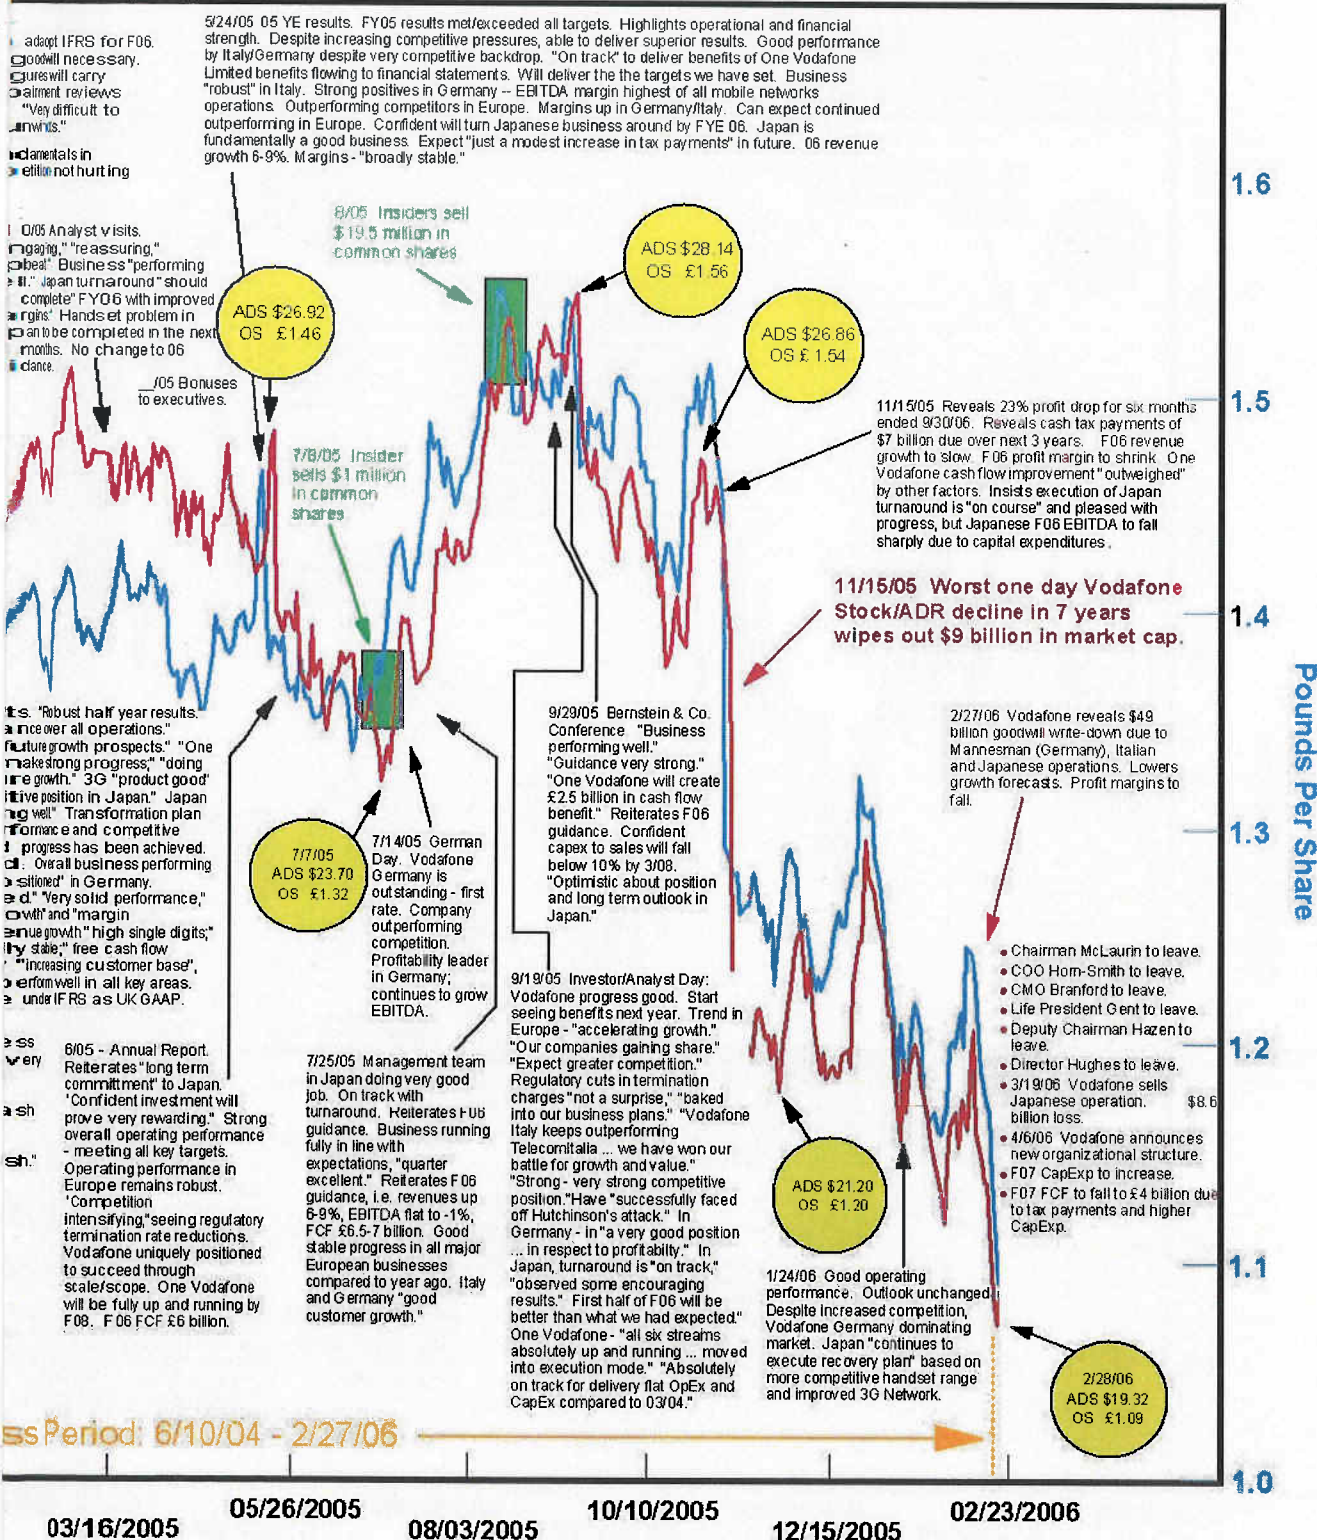 5/24/05 05 YE results. FY05 results met/exceeded all targets. Highlights operational and financial
strength. Despite increasing competitive pressures, able to deliver superior results. Good performance
by Italy/Germany despite very competitive backdrop. "On track" to deliver benefits of One Vodafone
Limited benefits flowing to financial statements. Will deliver the the targets we have set. Business
"robust" in Italy. Strong positives in Germany -- EBITDA margin highest of all mobile networks
operations. Outperforming competitors in Europe. Margins up in Germany/Italy. Can expect continued
outperforming in Europe. Confident will turn Japanese business around by FYE 06. Japan is
fundamentally a good business. Expect "just a modest increase in tax payments" in future. 06 revenue
growth 6-9%. Margins - "broadly stable."
adaopt IFRS for F06.
goodwill necessary.
will carry
reviews
"Very difficult to
in
not hurting
0/05 Analyst visits.
"reassuring,"
Business "performing
Japan turnaround "should
complete" FY06 with improved
Handset problem in
to be completed in the next
months. No change to 06
__/05 Bonuses
to executives.
ADS $26.92
OS £1.46
8/05 Insiders sell
$19.5 million in
common shares
ADS $28.14
OS £1.56
ADS $26.86
OS £ 1.54
7/8/05 Insider
sells $1 million
in common
shares
11/15/05 Reveals 23% profit drop for six months
ended 9/30/06. Reveals cash tax payments of
$7 billion due over next 3 years. F06 revenue
growth to slow. F06 profit margin to shrink. One
Vodafone cash flow improvement "outweighed"
by other factors. Insists execution of Japan
turnaround is "on course" and pleased with
progress, but Japanese F06 EBITDA to fall
sharply due to capital expenditures.
11/15/05 Worst one day Vodafone
Stock/ADR decline in 7 years
wipes out $9 billion in market cap.
"Robust half year results.
over all operations."
growth prospects." "One
strong progress;" "doing
growth." 3G "product good"
position in Japan." Japan
well" Transformation plan
and competitive
progress has been achieved.
Overall business performing
in Germany.
"Very solid performance,"
and "margin
growth" high single digits;"
free cash flow
"increasing customer base",
well in all key areas.
under IFRS as UK GAAP.
6/05 - Annual Report.
Reiterates "long term
committment" to Japan.
'Confident investment will
prove very rewarding." Strong
overall operating performance
- meeting all key targets.
Operating performance in
Europe remains robust.
'Competition
intensifying," seeing regulatory
termination rate reductions.
Vodafone uniquely positioned
to succeed through
scale/scope. One Vodafone
will be fully up and running by
F08. F06 FCF £6 billion.
7/7/05
ADS $23.70
OS £1.32
7/14/05 German
Day. Vodafone
Germany is
outstanding - first
rate. Company
outperforming
competition.
Profitability leader
in Germany;
continues to grow
EBITDA.
7/25/05 Management team
in Japan doing very good
job. On track with
turnaround. Reiterates F06
guidance. Business running
fully in line with
expectations, "quarter
excellent." Reiterates F06
guidance, i.e. revenues up
6-9%, EBITDA flat to -1%,
FCF £6.5-7 billion. Good
stable progress in all major
European businesses
compared to year ago. Italy
and Germany "good
customer growth."
9/29/05 Bernstein & Co.
Conference "Business
performing well."
"Guidance very strong."
"One Vodafone will create
£2.5 billion in cash flow
benefit." Reiterates F06
guidance. Confident
capex to sales will fall
below 10% by 3/08.
"Optimistic about position
and long term outlook in
Japan."
9/19/05 Investor/Analyst Day:
Vodafone progress good. Start
seeing benefits next year. Trend in
Europe - "accelerating growth."
"Our companies gaining share."
"Expect greater competition."
Regulatory cuts in termination
charges "not a surprise," "baked
into our business plans." "Vodafone
Italy keeps outperforming
Telecomitalia ... we have won our
battle for growth and value."
"Strong - very strong competitive
position."Have "successfully faced
off Hutchinson's attack." In
Germany - in "a very good position
... in respect to profitabilty." In
Japan, turnaround is "on track,"
"observed some encouraging
results." First half of F06 will be
better than what we had expected."
One Vodafone - "all six streams
absolutely up and running ... moved
into execution mode." "Absolutely
on track for delivery flat OpEx and
CapEx compared to 03/04."
2/27/06 Vodafone reveals $49
billion goodwill write-down due to
Mannesman (Germany), Italian
and Japanese operations. Lowers
growth forecasts. Profit margins to
fall.
• Chairman McLaurin to leave.
• COO Horn-Smith to leave.
• CMO Branford to leave.
• Life President Gent to leave.
• Deputy Chairman Hazen to
leave.
• Director Hughes to leave.
• 3/19/06 Vodafone sells
Japanese operation. $8.6
billion loss.
• 4/6/06 Vodafone announces
new organizational structure.
• F07 CapExp to increase.
• F07 FCF to fall to £4 billion due
to tax payments and higher
CapExp.
ADS $21.20
OS £1.20
1/24/06 Good operating
performance. Outlook unchanged.
Despite increased competition,
Vodafone Germany dominating
market. Japan "continues to
execute recovery plan" based on
more competitive handset range
and improved 3G Network.
2/28/06
ADS $19.32
OS £1.09
ss Period: 6/10/04 - 2/27/06
1.6
1.5
1.4
1.3
1.2
1.1
1.0
Pounds Per Share
03/16/2005
05/26/2005
08/03/2005
10/10/2005
12/15/2005
02/23/2006